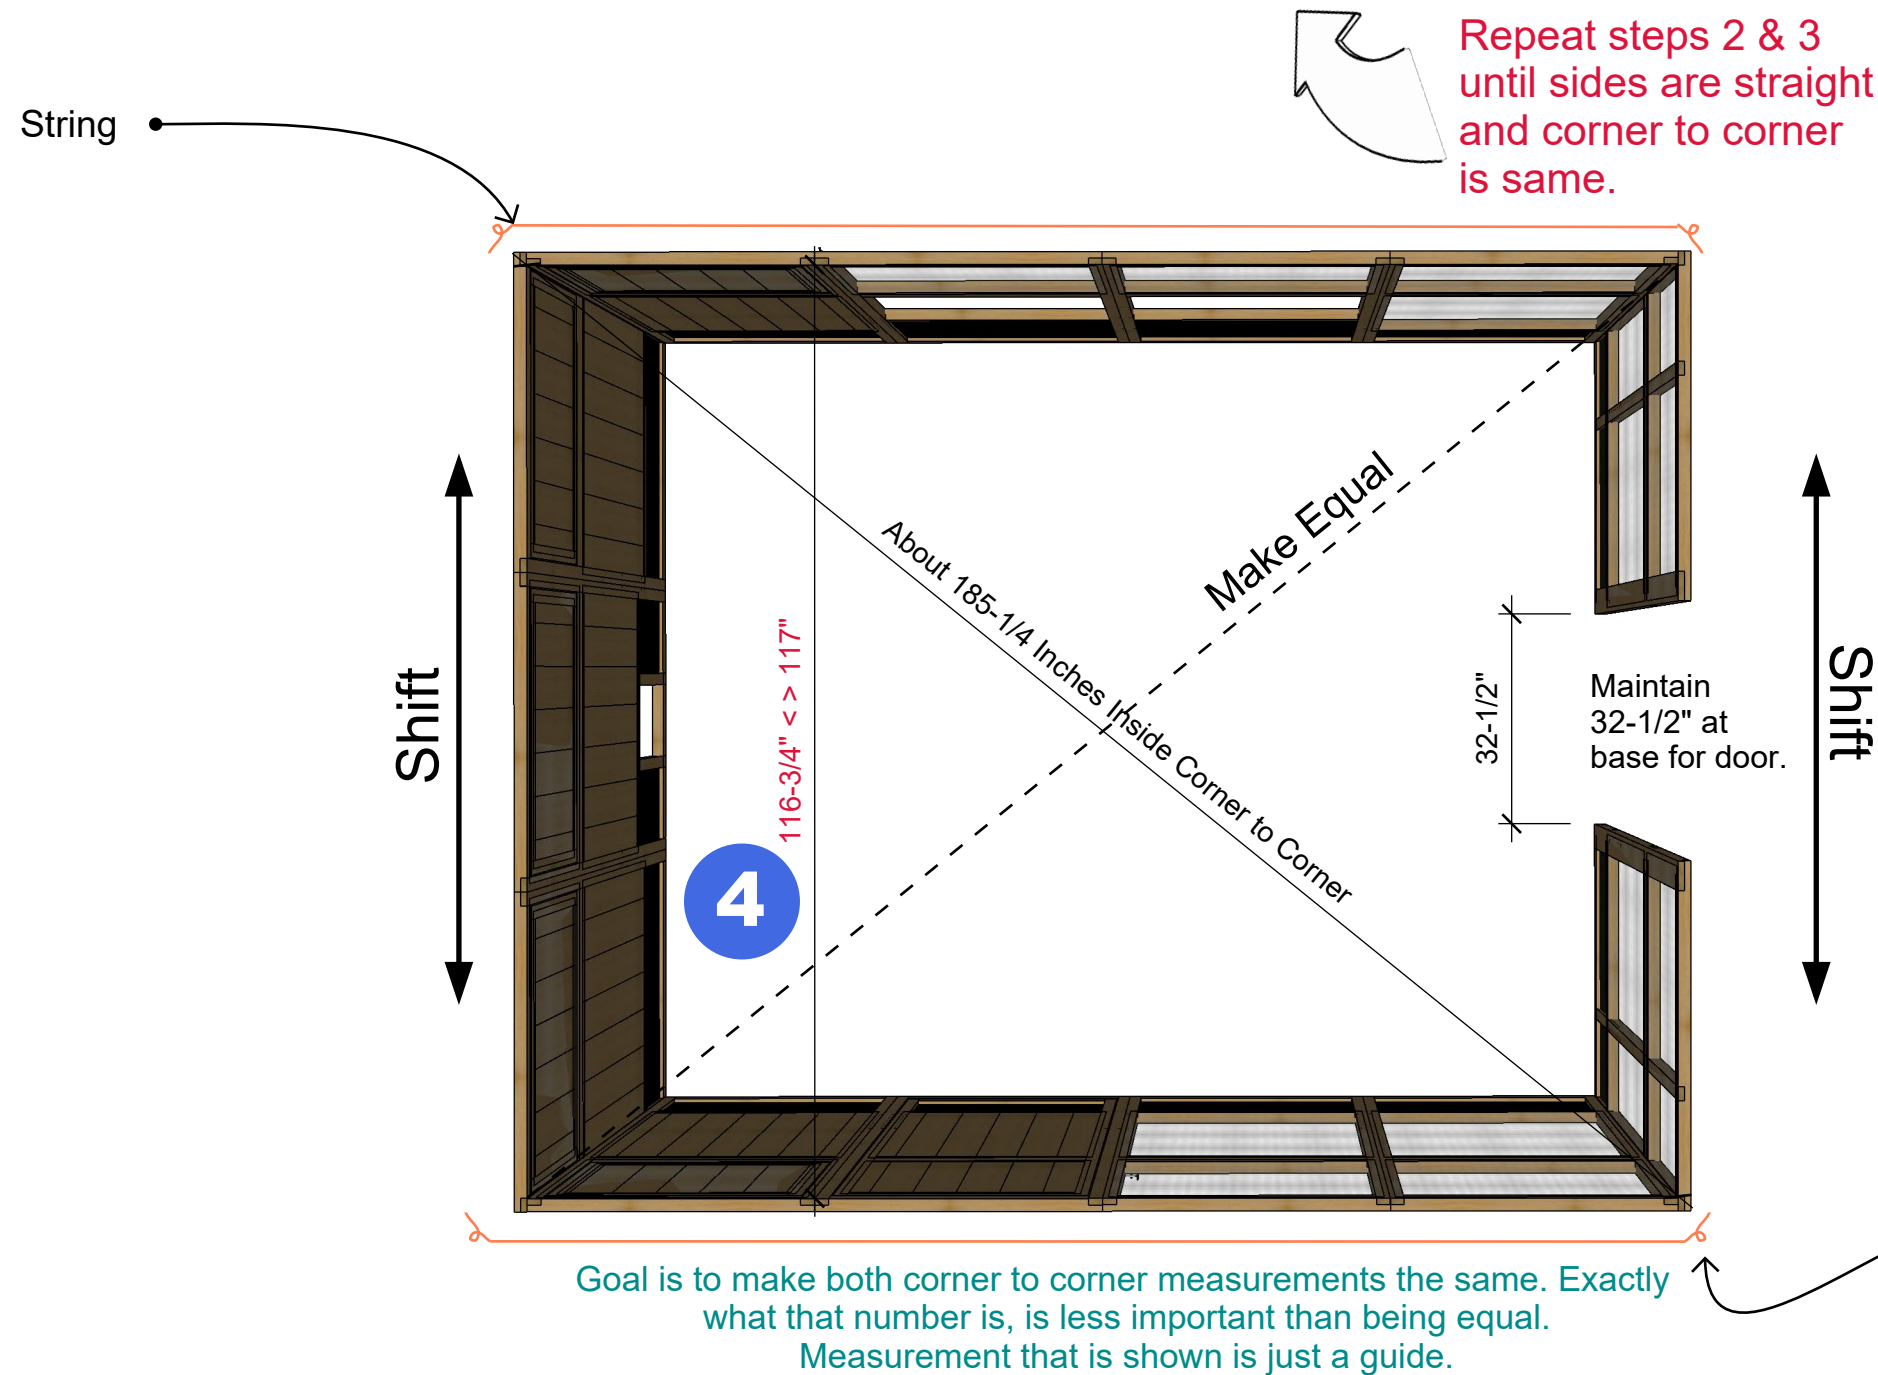 Repeat steps 2 & 3
until sides are straight
and corner to corner
is same.
String
Make Equal
About 185-1/4 Inches Inside Corner to Corner
116-3/4" < > 117"
Shift
32-1/2"
Maintain
32-1/2" at
base for door.
Shift
4
Goal is to make both corner to corner measurements the same. Exactly
what that number is, is less important than being equal.
Measurement that is shown is just a guide.